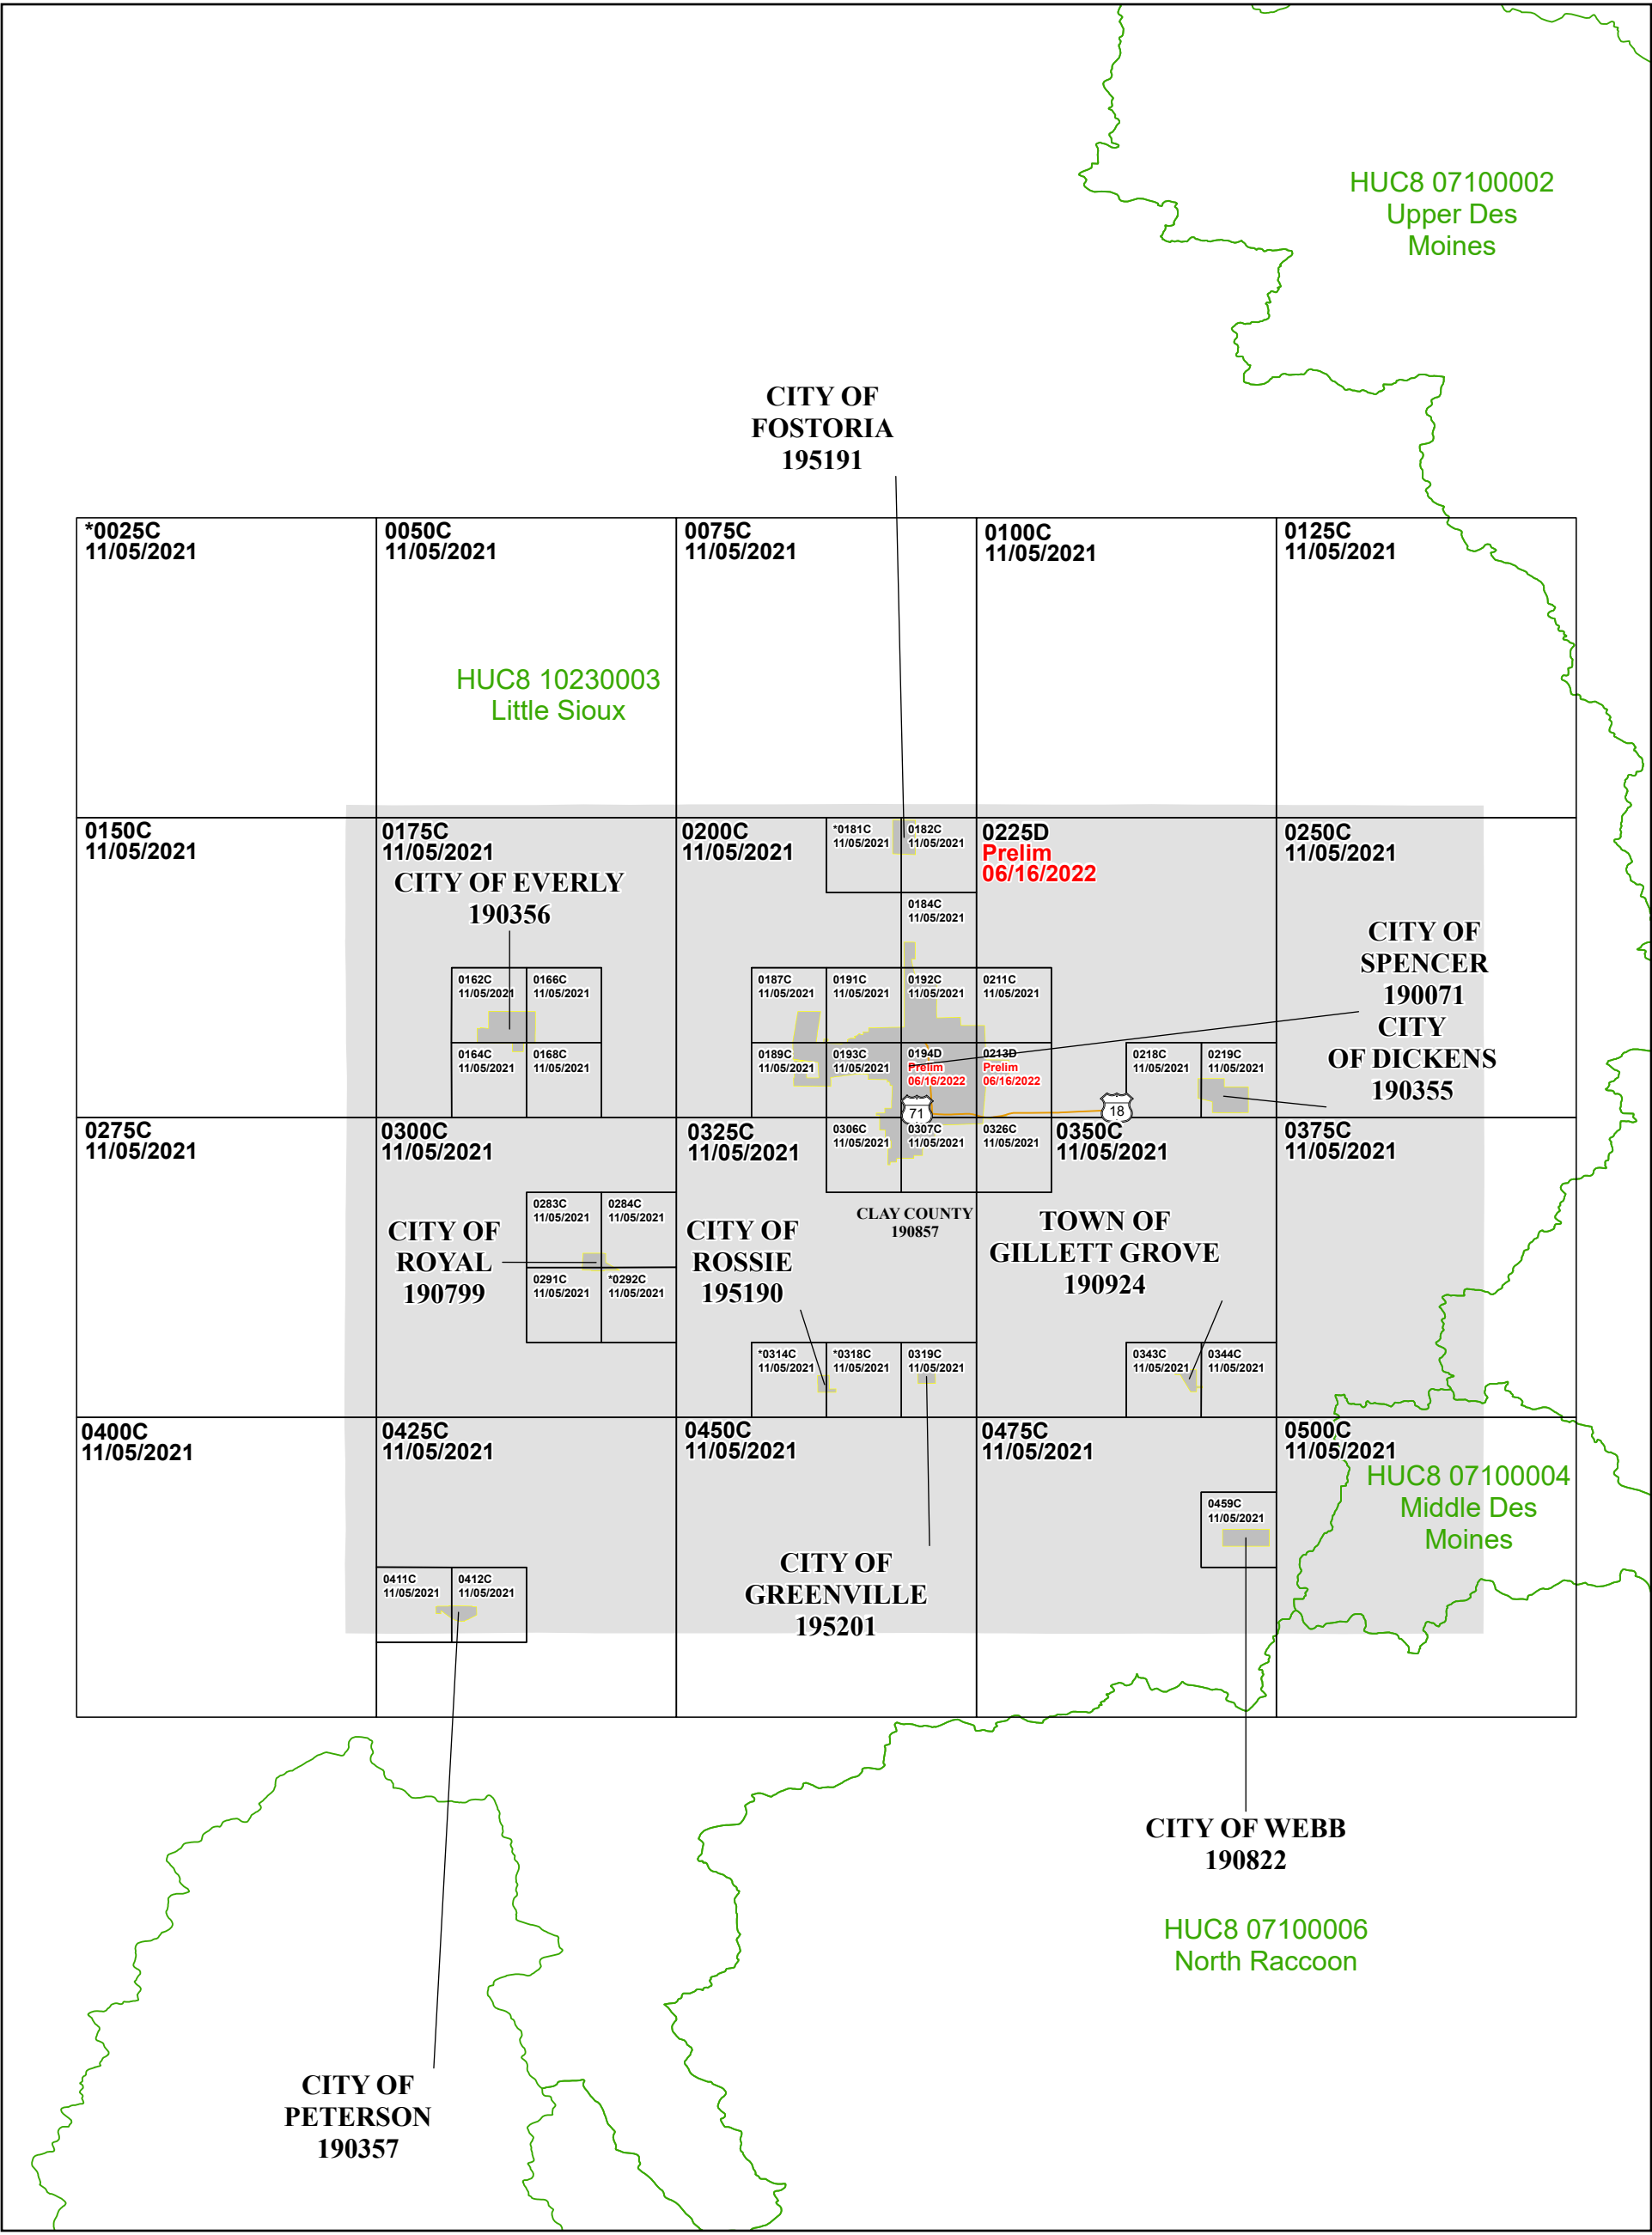 HUC8 07100002
Upper Des
Moines
CITY OF
FOSTORIA
195191
*0025C
11/05/2021
0050C
11/05/2021
0075C
11/05/2021
0100C
11/05/2021
0125C
11/05/2021
HUC8 10230003
Little Sioux
0150C
11/05/2021
0175C
11/05/2021
CITY OF EVERLY
190356
0200C
11/05/2021
*0181C
11/05/2021
0182C
11/05/2021
0225D
Prelim
06/16/2022
0250C
11/05/2021
0184C
11/05/2021
CITY OF
SPENCER
190071
CITY
OF DICKENS
190355
0162C
11/05/2021
0166C
11/05/2021
0187C
11/05/2021
0191C
11/05/2021
0192C
11/05/2021
0211C
11/05/2021
0164C
11/05/2021
0168C
11/05/2021
0189C
11/05/2021
0193C
11/05/2021
0194D
Prelim
06/16/2022
0213D
Prelim
06/16/2022
0218C
11/05/2021
0219C
11/05/2021
71
18
0275C
11/05/2021
0300C
11/05/2021
0325C
11/05/2021
0306C
11/05/2021
0307C
11/05/2021
0326C
11/05/2021
0350C
11/05/2021
0375C
11/05/2021
0283C
11/05/2021
0284C
11/05/2021
CITY OF
ROYAL
190799
CITY OF
ROSSIE
195190
CLAY COUNTY
190857
TOWN OF
GILLETT GROVE
190924
0291C
11/05/2021
*0292C
11/05/2021
*0314C
11/05/2021
*0318C
11/05/2021
0319C
11/05/2021
0343C
11/05/2021
0344C
11/05/2021
0400C
11/05/2021
0425C
11/05/2021
0450C
11/05/2021
0475C
11/05/2021
0500C
11/05/2021
HUC8 07100004
Middle Des
Moines
0459C
11/05/2021
CITY OF
GREENVILLE
195201
0411C
11/05/2021
0412C
11/05/2021
CITY OF WEBB
190822
HUC8 07100006
North Raccoon
CITY OF
PETERSON
190357